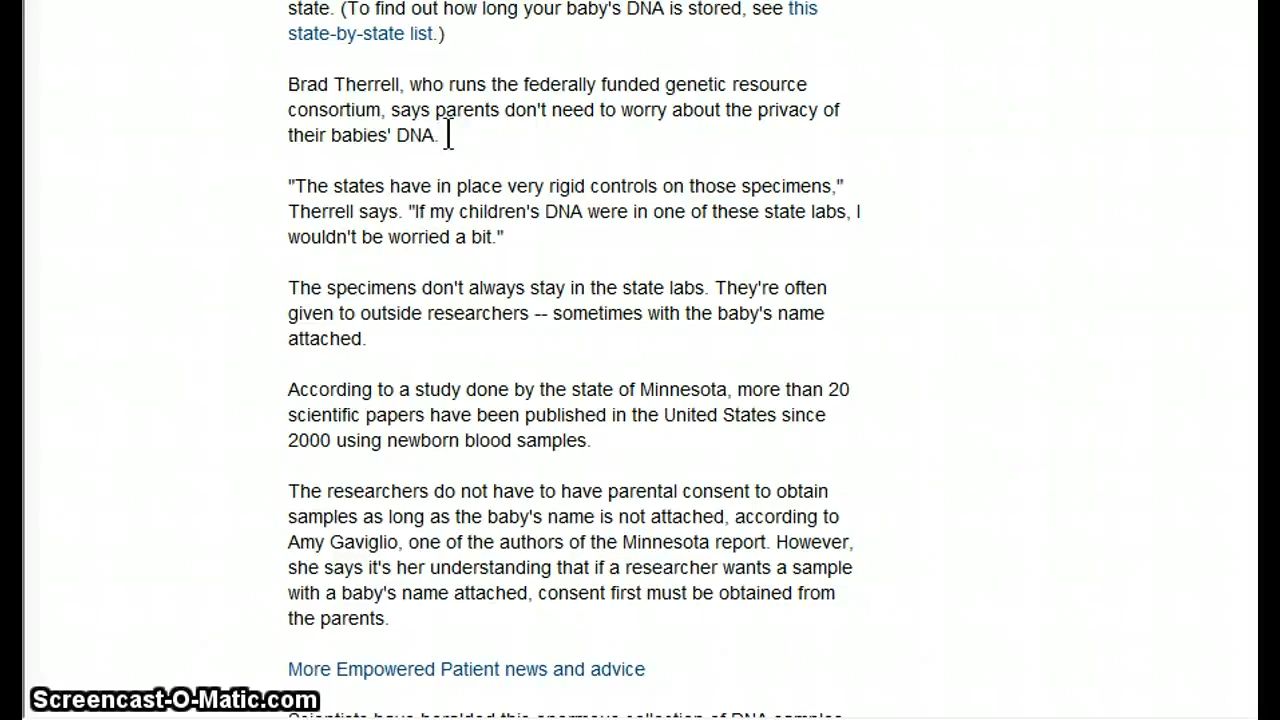 state. (To find out how long your baby's DNA is stored, see this
state-by-state list.)
Brad Therrell, who runs the federally funded genetic resource
consortium, says parents don't need to worry about the privacy of
their babies' DNA.
"The states have in place very rigid controls on those specimens,"
Therrell says. "If my children's DNA were in one of these state labs, I
wouldn't be worried a bit."
The specimens don't always stay in the state labs. They're often
given to outside researchers -- sometimes with the baby's name
attached.
According to a study done by the state of Minnesota, more than 20
scientific papers have been published in the United States since
2000 using newborn blood samples.
The researchers do not have to have parental consent to obtain
samples as long as the baby's name is not attached, according to
Amy Gaviglio, one of the authors of the Minnesota report. However,
she says it's her understanding that if a researcher wants a sample
with a baby's name attached, consent first must be obtained from
the parents.
More Empowered Patient news and advice
Scientists have heralded this enormous collection of DNA samples
Screencast-O-Matic.com